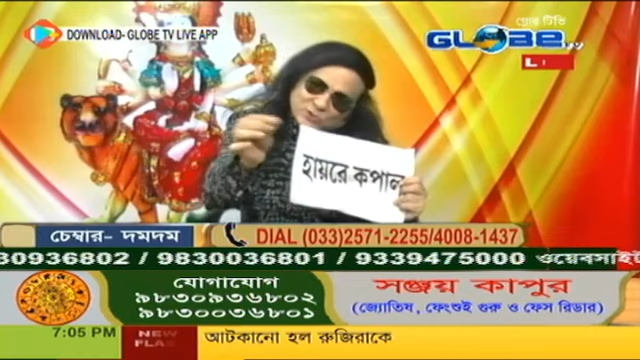 DOWNLOAD- GLOBE TV LIVE APP
গ্লোব টিভি
GLOBE TV
হায়রে কপাল
চেম্বার- দমদম
DIAL (033)2571-2255/4008-1437
30936802 / 9830036801 / 9339475000 ওয়েবসাইট
যোগাযোগ
৯৮৩০৯৩৬৮০২
৯৮৩০০৩৬৮০১
সঞ্জয় কাপুর
(জ্যোতিষ, ফেংশুই গুরু ও ফেস রিডার)
7:05 PM
NEW
FLAS
আটকানো হল রুজিরাকে